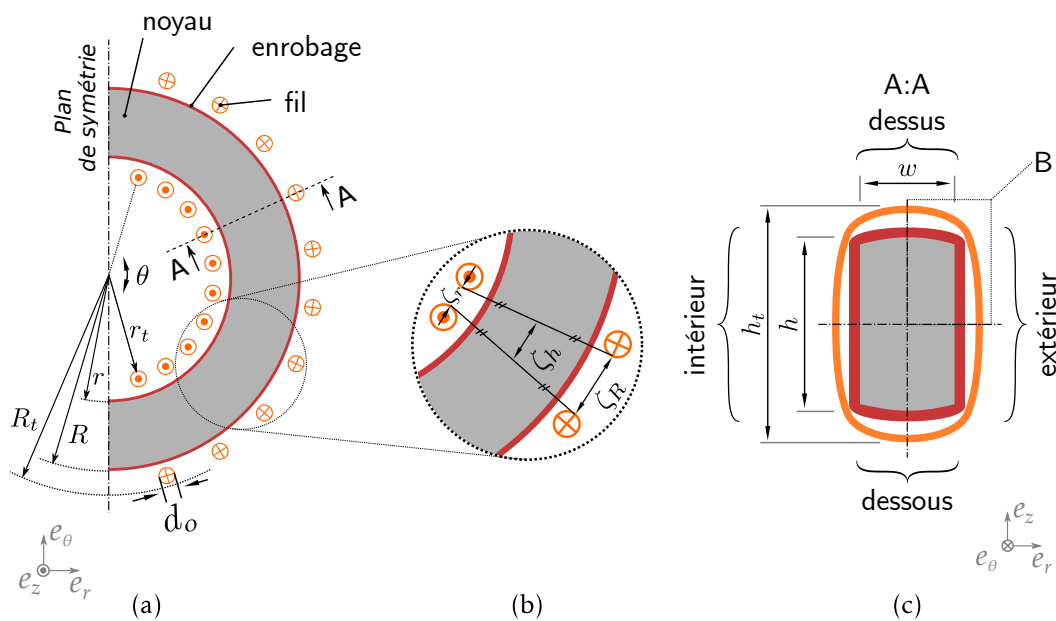 noyau
enrobage
fil
Plan
de symétrie
A
A
θ
r_t
r
R_t
R
d_o
e_θ
e_z
e_r
(a)
ζ_r
ζ_h
ζ_R
(b)
A:A
dessus
w
B
intérieur
h_t
h
extérieur
dessous
e_z
e_θ
e_r
(c)